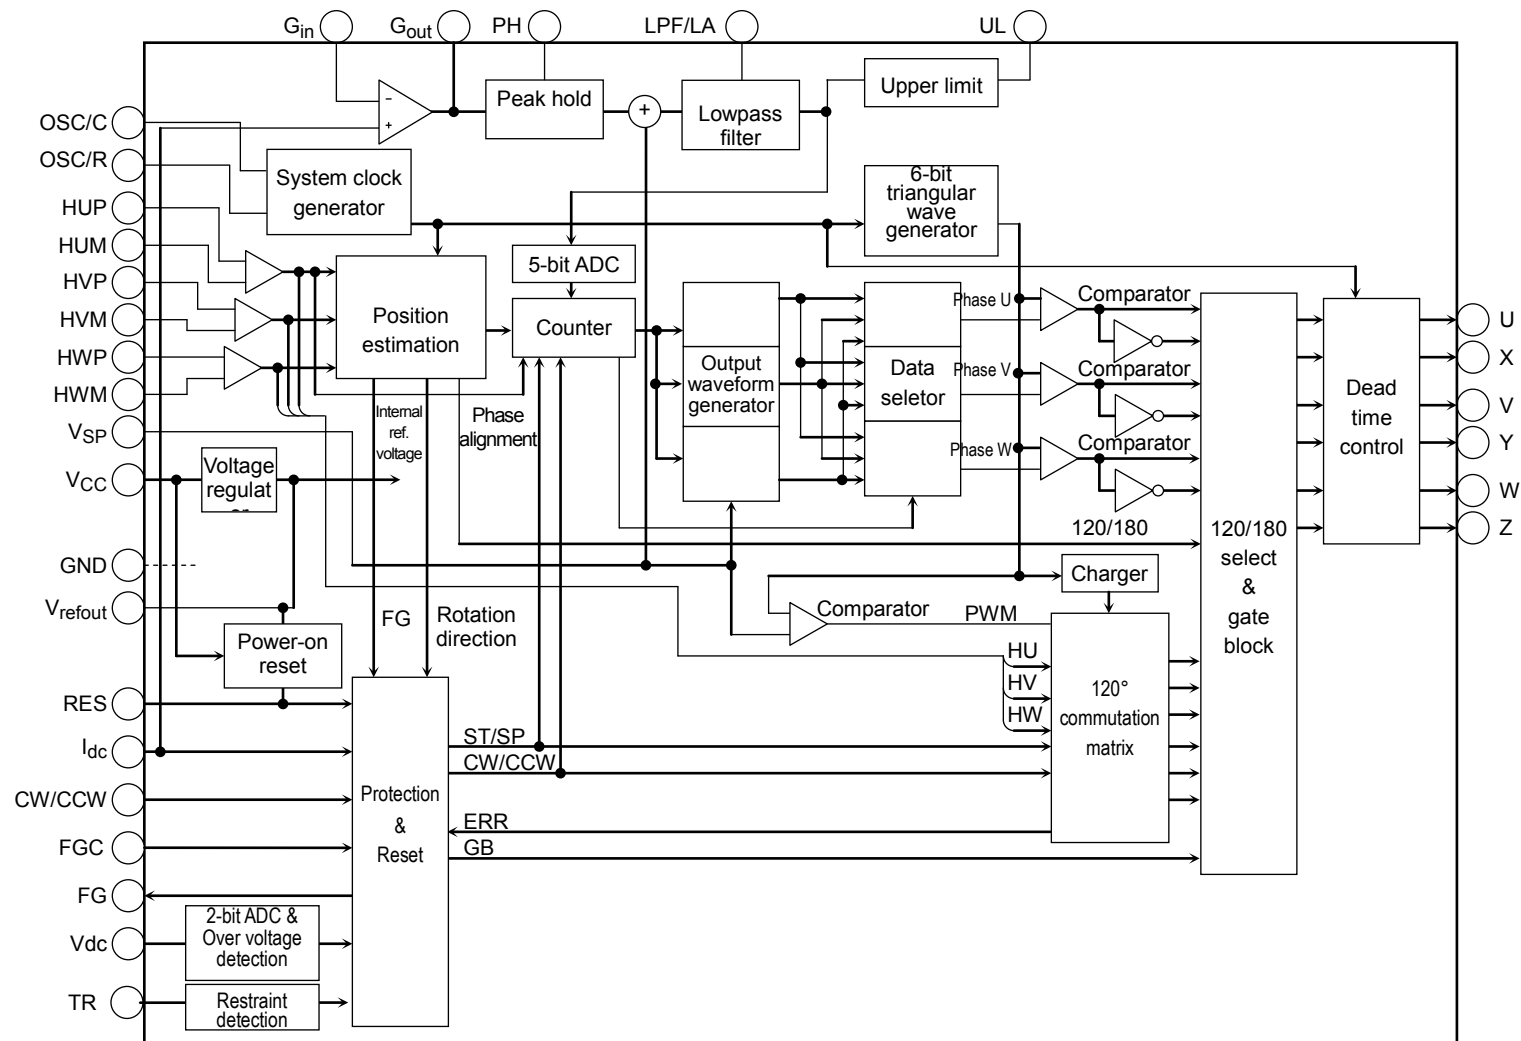 Gin
Gout
PH
LPF/LA
UL
OSC/C
OSC/R
HUP
HUM
HVP
HVM
HWP
HWM
VSP
VCC
GND
Vrefout
RES
Idc
CW/CCW
FGC
FG
Vdc
TR
−
+
Peak hold
+
Lowpass
filter
Upper limit
System clock
generator
6-bit
triangular
wave
generator
5-bit ADC
Position
estimation
Counter
Output
waveform
generator
Data
seletor
Phase U
Phase V
Phase W
Comparator
Comparator
Comparator
Internal
ref.
voltage
Phase
alignment
Voltage
regulat
120/180
120/180
select
&
gate
block
Dead
time
control
U
X
V
Y
W
Z
Charger
Comparator
PWM
FG
Rotation
direction
Power-on
reset
HU
HV
HW
120°
commutation
matrix
ST/SP
CW/CCW
ERR
GB
Protection
&
Reset
2-bit ADC &
Over voltage
detection
Restraint
detection